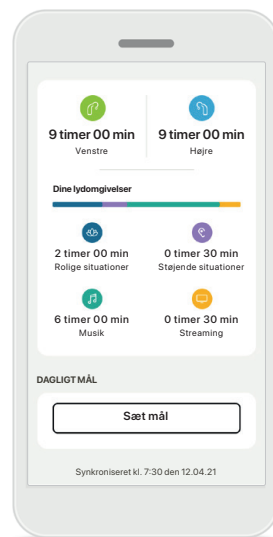 9 timer 00 min
Venstre
9 timer 00 min
Højre
Dine lydomgivelser
2 timer 00 min
Rolige situationer
0 timer 30 min
Støjende situationer
6 timer 00 min
Musik
0 timer 30 min
Streaming
DAGLIGT MÅL
Sæt mål
Synkroniseret kl. 7:30 den 12.04.21